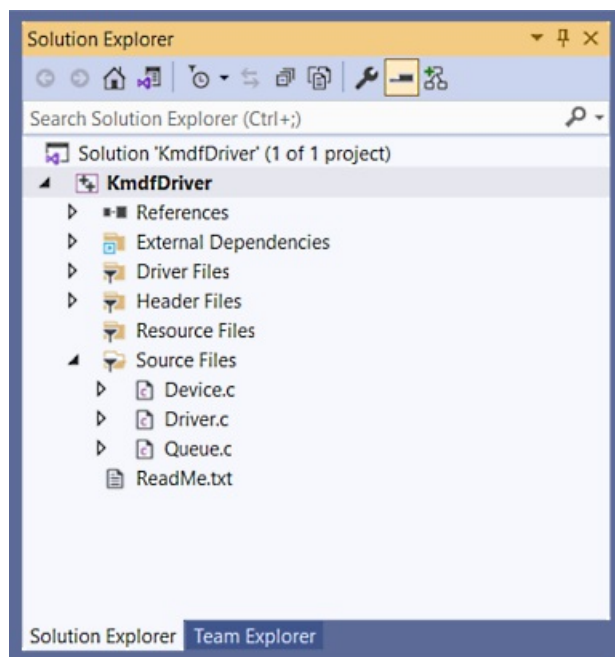 Solution Explorer
Search Solution Explorer (Ctrl+;)
Solution 'KmdfDriver' (1 of 1 project)
KmdfDriver
References
External Dependencies
Driver Files
Header Files
Resource Files
Source Files
Device.c
Driver.c
Queue.c
ReadMe.txt
Solution Explorer Team Explorer